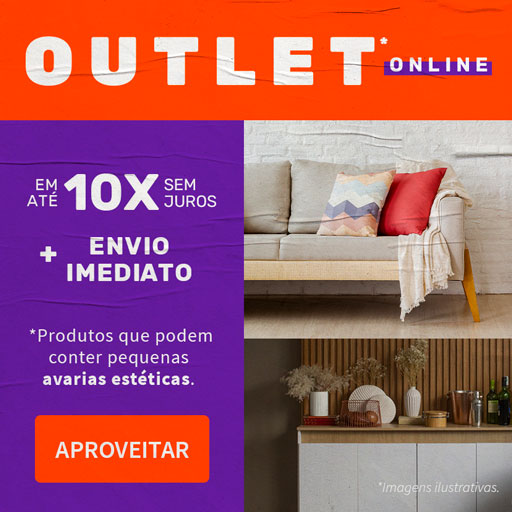 OUTLET*
ONLINE
EM ATÉ 10X SEM JUROS
+ ENVIO
IMEDIATO
*Produtos que podem
conter pequenas
avarias estéticas.
APROVEITAR
*Imagens ilustrativas.